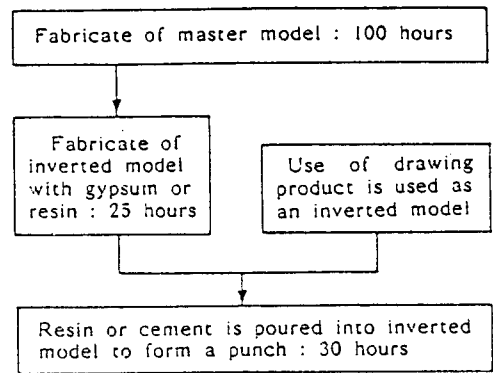 Fabricate of master model : 100 hours
Fabricate of
inverted model
with gypsum or
resin : 25 hours
Use of drawing
product is used as
an inverted model
Resin or cement is poured into inverted
model to form a punch : 30 hours